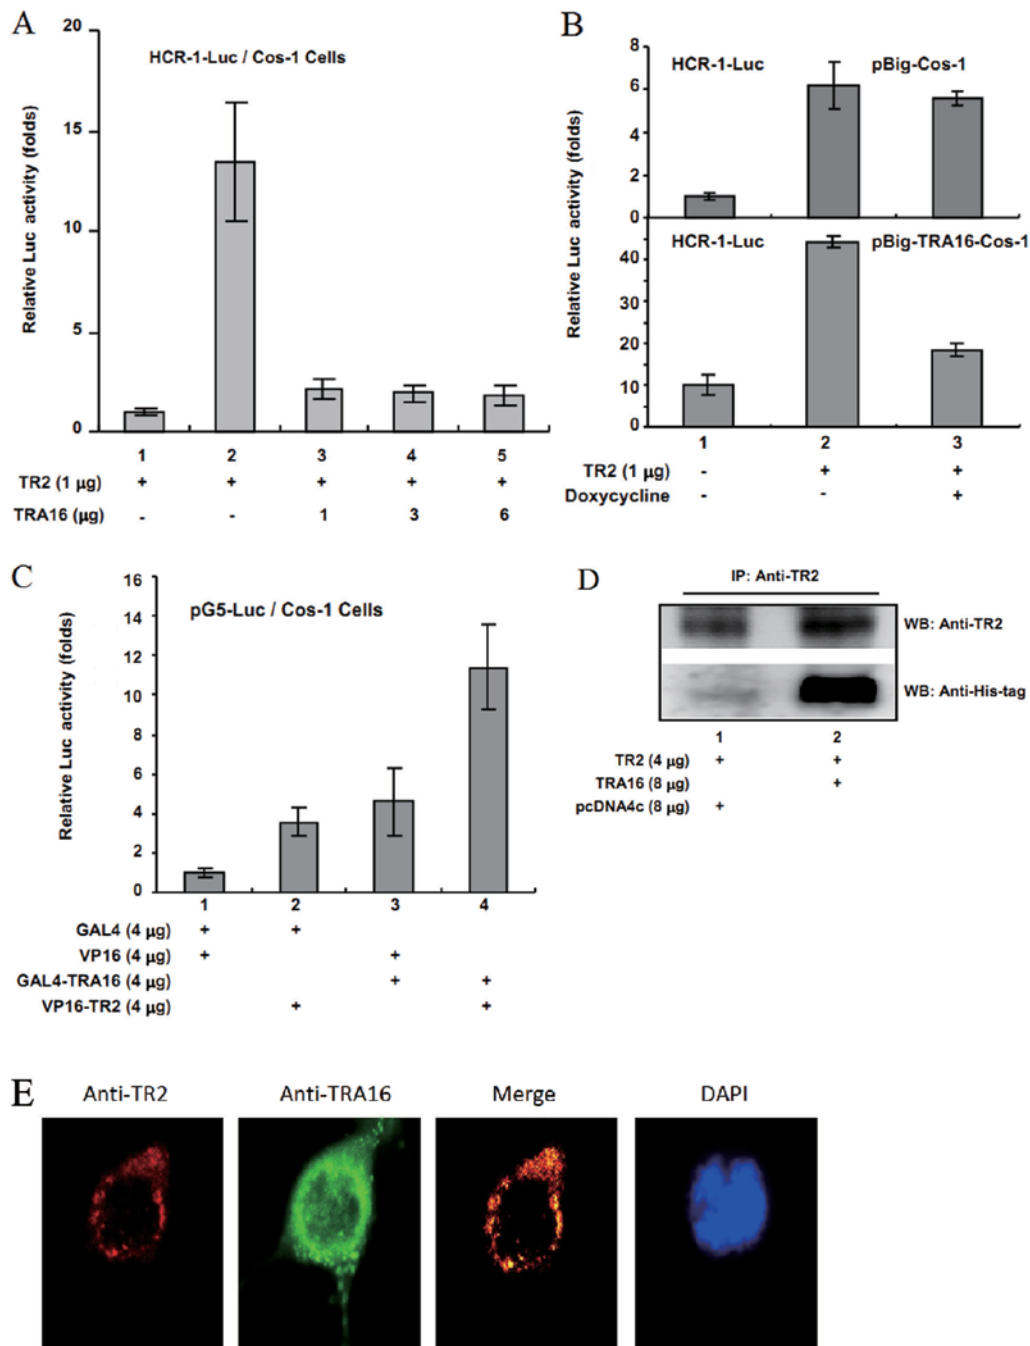 A
HCR-1-Luc / Cos-1 Cells
Relative Luc activity (folds)
20
15
10
5
0
1 2 3 4 5
TR2 (1 µg) + + + + +
TRA16 (µg) - - 1 3 6
B
HCR-1-Luc pBig-Cos-1
Relative Luc activity (folds)
8
6
4
2
0
HCR-1-Luc pBig-TRA16-Cos-1
40
30
20
10
0
1 2 3
TR2 (1 µg) - + +
Doxycycline - - +
C
pG5-Luc / Cos-1 Cells
Relative Luc activity (folds)
16
14
12
10
8
6
4
2
0
1 2 3 4
GAL4 (4 µg) + +
VP16 (4 µg) + +
GAL4-TRA16 (4 µg) + +
VP16-TR2 (4 µg) + +
D
IP: Anti-TR2
WB: Anti-TR2
WB: Anti-His-tag
1 2
TR2 (4 µg) + +
TRA16 (8 µg) +
pcDNA4c (8 µg) +
E
Anti-TR2 Anti-TRA16 Merge DAPI